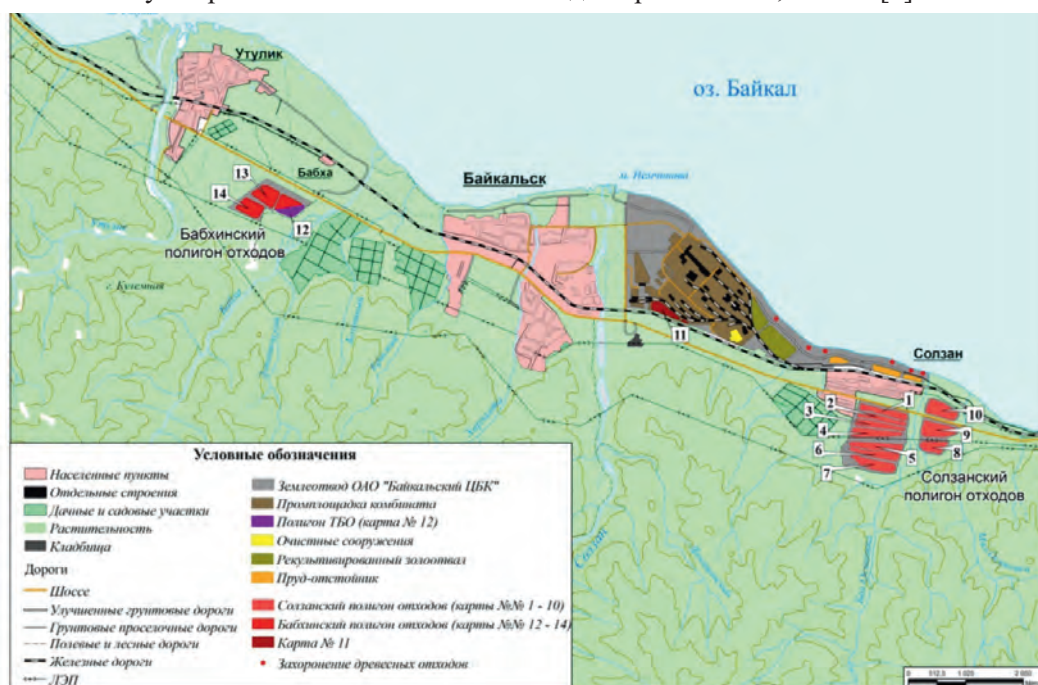 Утулик
оз. Байкал
13
Бабха
Байкальск
14
12
Бабхинский
полигон отходов
11
Солзан
1
2
3
10
4
9
6
5
8
7
Солзанский
полигон отходов
Солзан
Условные обозначения
Населенные пункты
Отдельные строения
Дачные и садовые участки
Растительность
Кладбища
Дороги
Шоссе
Улучшенные грунтовые дороги
Грунтовые проселочные дороги
Полевые и лесные дороги
Железные дороги
ЛЭП
Землеотвод ОАО "Байкальский ЦБК"
Промплощадка комбината
Полигон ТБО (карта № 12)
Очистные сооружения
Рекультивированный золоотвал
Пруд-отстойник
Солзанский полигон отходов (карты №№ 1 - 10)
Бабхинский полигон отходов (карты №№ 12 - 14)
Карта № 11
Захоронение древесных отходов